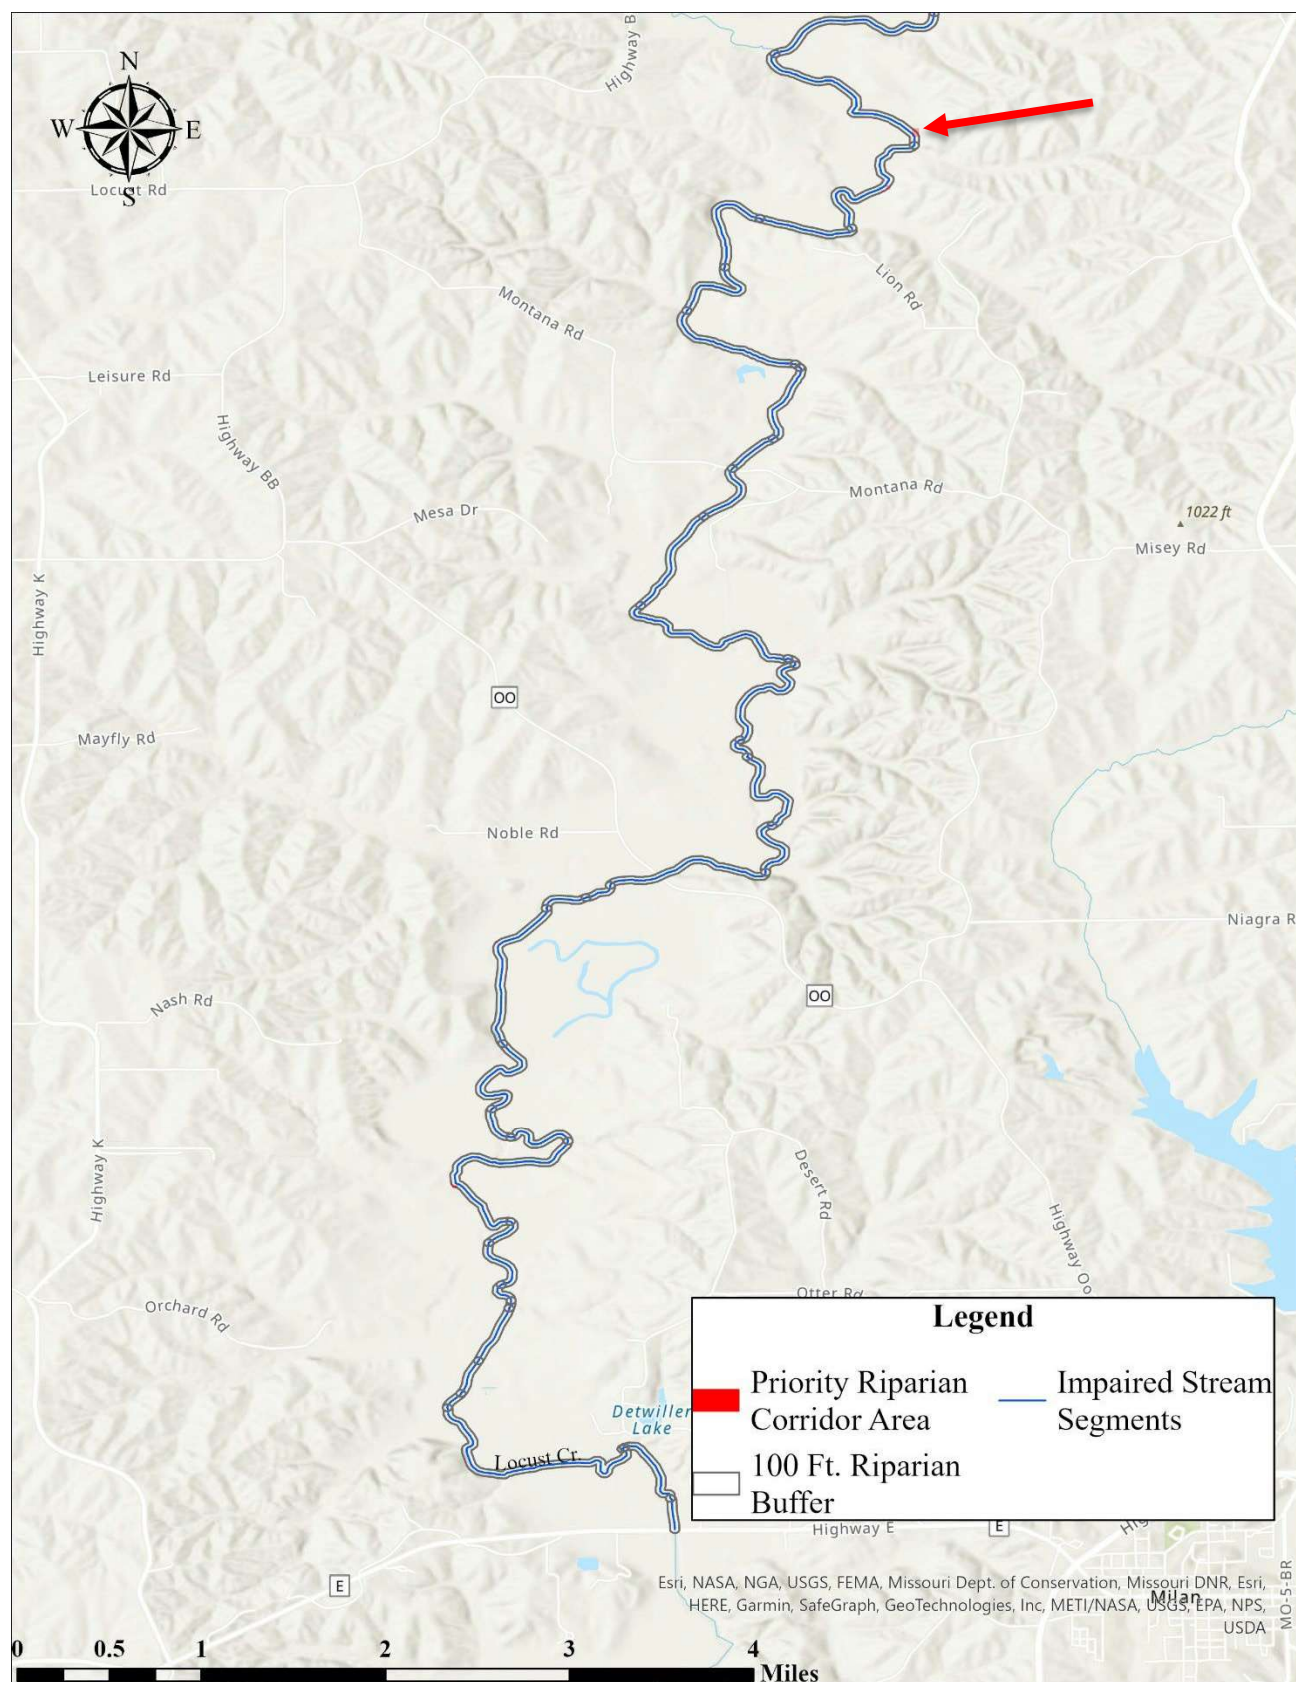 Highway B
N
W
E
S
Locust Rd
Lion Rd
Montana Rd
Leisure Rd
Highway BB
Montana Rd
Mesa Dr
1022 ft
Misey Rd
Highway K
OO
Mayfly Rd
Noble Rd
Niagra R
OO
Nash Rd
Highway K
Desert Rd
Highway Oo
Orchard Rd
Otter Rd
Legend
Priority Riparian
Corridor Area
Impaired Stream
Segments
100 Ft. Riparian
Buffer
Detwiller
Lake
Locust Cr.
Highway E
E
E
Milan
MO-5-BR
Esri, NASA, NGA, USGS, FEMA, Missouri Dept. of Conservation, Missouri DNR, Esri,
HERE, Garmin, SafeGraph, GeoTechnologies, Inc, METI/NASA, USGS, EPA, NPS,
USDA
0 0.5 1 2 3 4
Miles